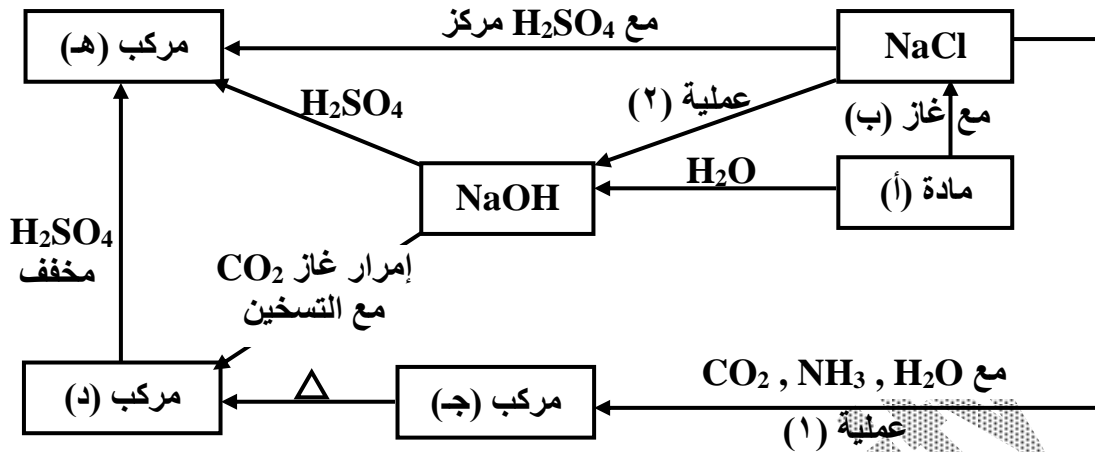 مع H₂SO₄ مركز
NaCl
مركب (هـ)
عملية (٢)
H₂SO₄
مع غاز (ب)
H₂O
مادة (أ)
NaOH
H₂SO₄
مخفف
إمرار غاز CO₂
مع التسخين
مع CO₂ , NH₃ , H₂O
عملية (١)
مركب (جـ)
△
مركب (د)